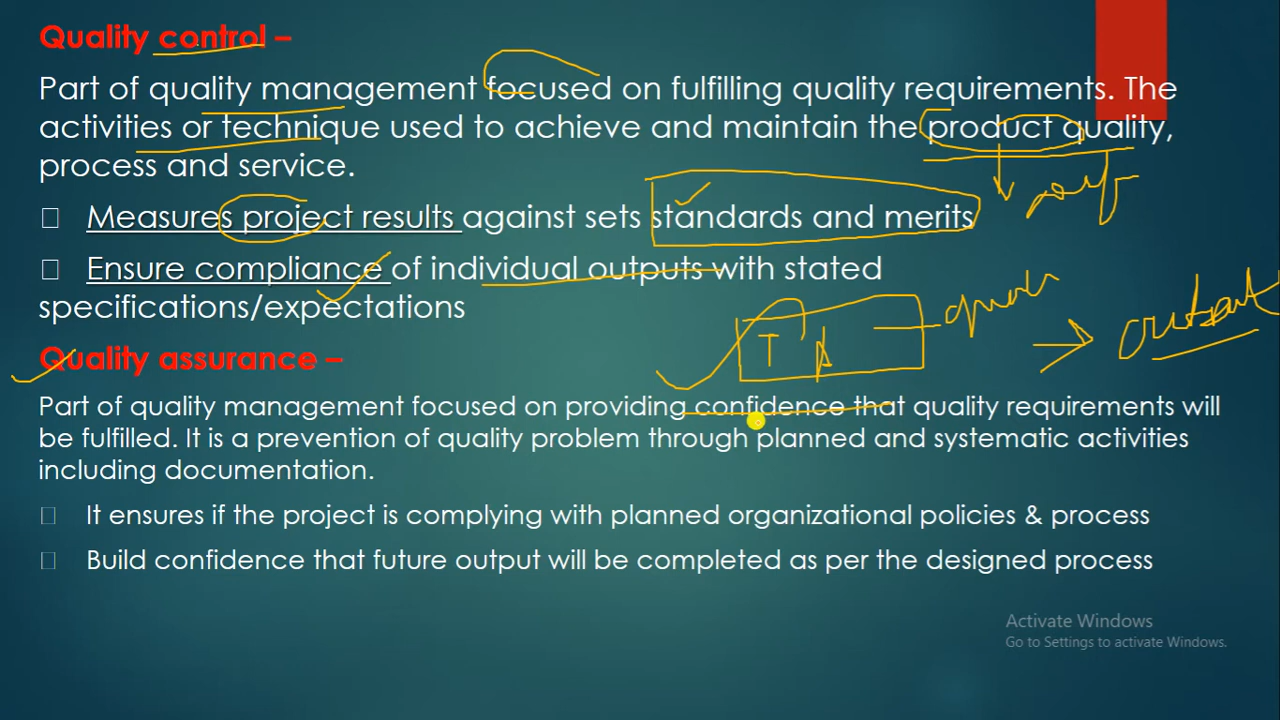 Quality control –
Part of quality management focused on fulfilling quality requirements. The
activities or technique used to achieve and maintain the product quality,
process and service.
Measures project results against sets standards and merits
Ensure compliance of individual outputs with stated
specifications/expectations
output
Quality assurance –
Part of quality management focused on providing confidence that quality requirements will
be fulfilled. It is a prevention of quality problem through planned and systematic activities
including documentation.
It ensures if the project is complying with planned organizational policies & process
Build confidence that future output will be completed as per the designed process
Activate Windows
Go to Settings to activate Windows.